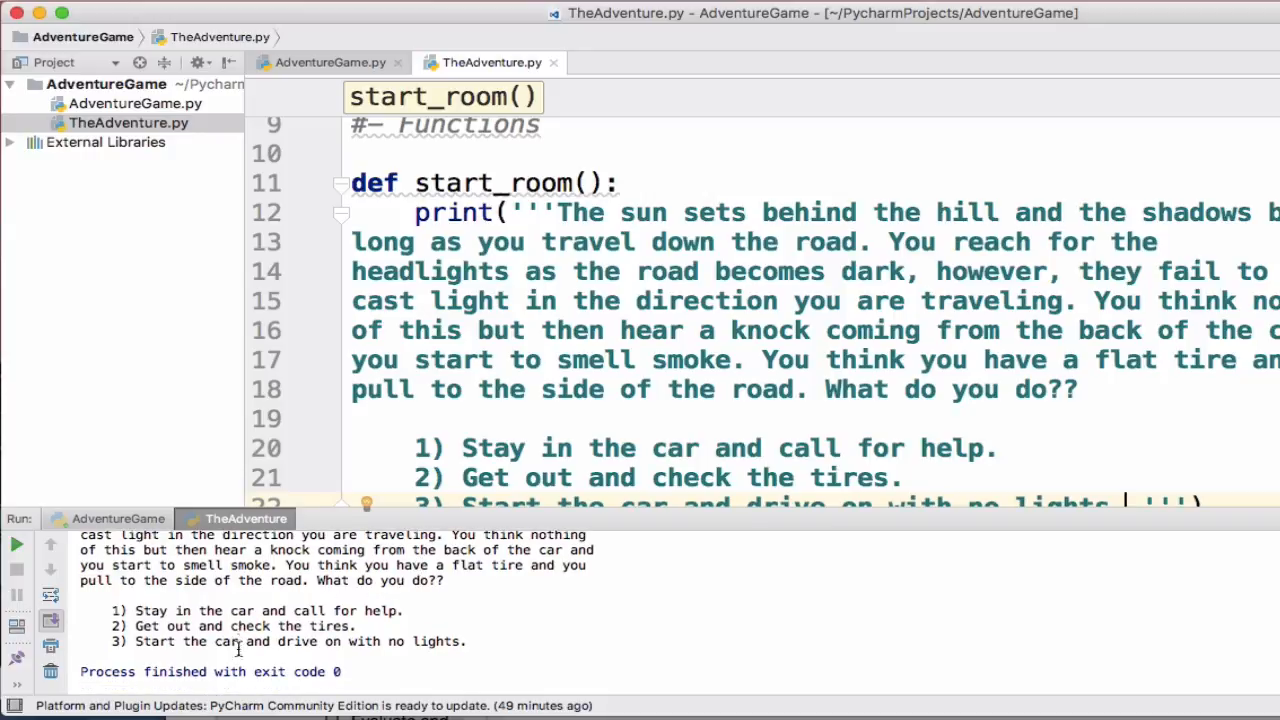 TheAdventure.py - AdventureGame - [~/PycharmProjects/AdventureGame]
AdventureGame TheAdventure.py
Project AdventureGame.py TheAdventure.py
AdventureGame ~/Pycharm
AdventureGame.py
TheAdventure.py
External Libraries
start_room()
9 #— Functions
10
11 def start_room():
12 print('''The sun sets behind the hill and the shadows b
13 long as you travel down the road. You reach for the
14 headlights as the road becomes dark, however, they fail to
15 cast light in the direction you are traveling. You think no
16 of this but then hear a knock coming from the back of the c
17 you start to smell smoke. You think you have a flat tire an
18 pull to the side of the road. What do you do??
19
20 1) Stay in the car and call for help.
21 2) Get out and check the tires.
22 3) Start the car and drive on with no lights. ''')
Run: AdventureGame TheAdventure
cast light in the direction you are traveling. You think nothing
of this but then hear a knock coming from the back of the car and
you start to smell smoke. You think you have a flat tire and you
pull to the side of the road. What do you do??
1) Stay in the car and call for help.
2) Get out and check the tires.
3) Start the car and drive on with no lights.
Process finished with exit code 0
Platform and Plugin Updates: PyCharm Community Edition is ready to update. (49 minutes ago)
Evaluate and